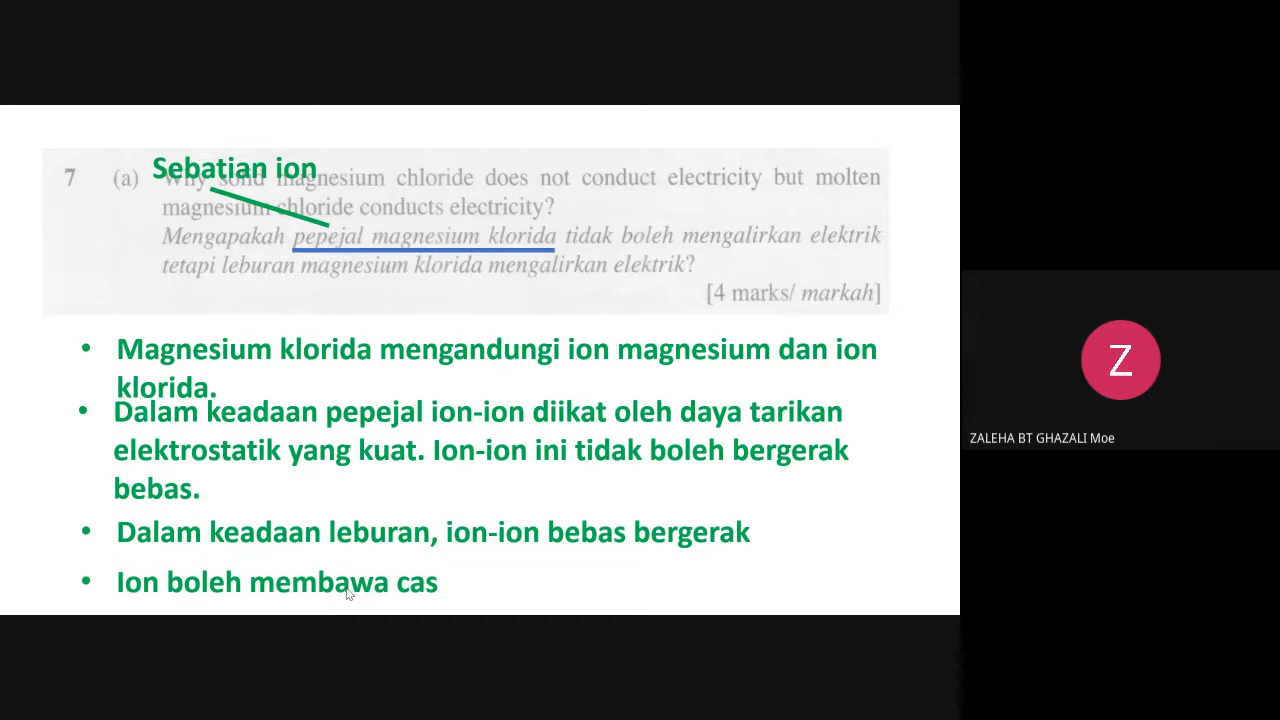 Sebatian ion
7 (a) Why solid magnesium chloride does not conduct electricity but molten
magnesium chloride conducts electricity?
Mengapakah pepejal magnesium klorida tidak boleh mengalirkan elektrik
tetapi leburan magnesium klorida mengalirkan elektrik?
[4 marks/ markah]
• Magnesium klorida mengandungi ion magnesium dan ion
klorida.
• Dalam keadaan pepejal ion-ion diikat oleh daya tarikan
elektrostatik yang kuat. Ion-ion ini tidak boleh bergerak
bebas.
• Dalam keadaan leburan, ion-ion bebas bergerak
• Ion boleh membawa cas
Z
ZALEHA BT GHAZALI Moe